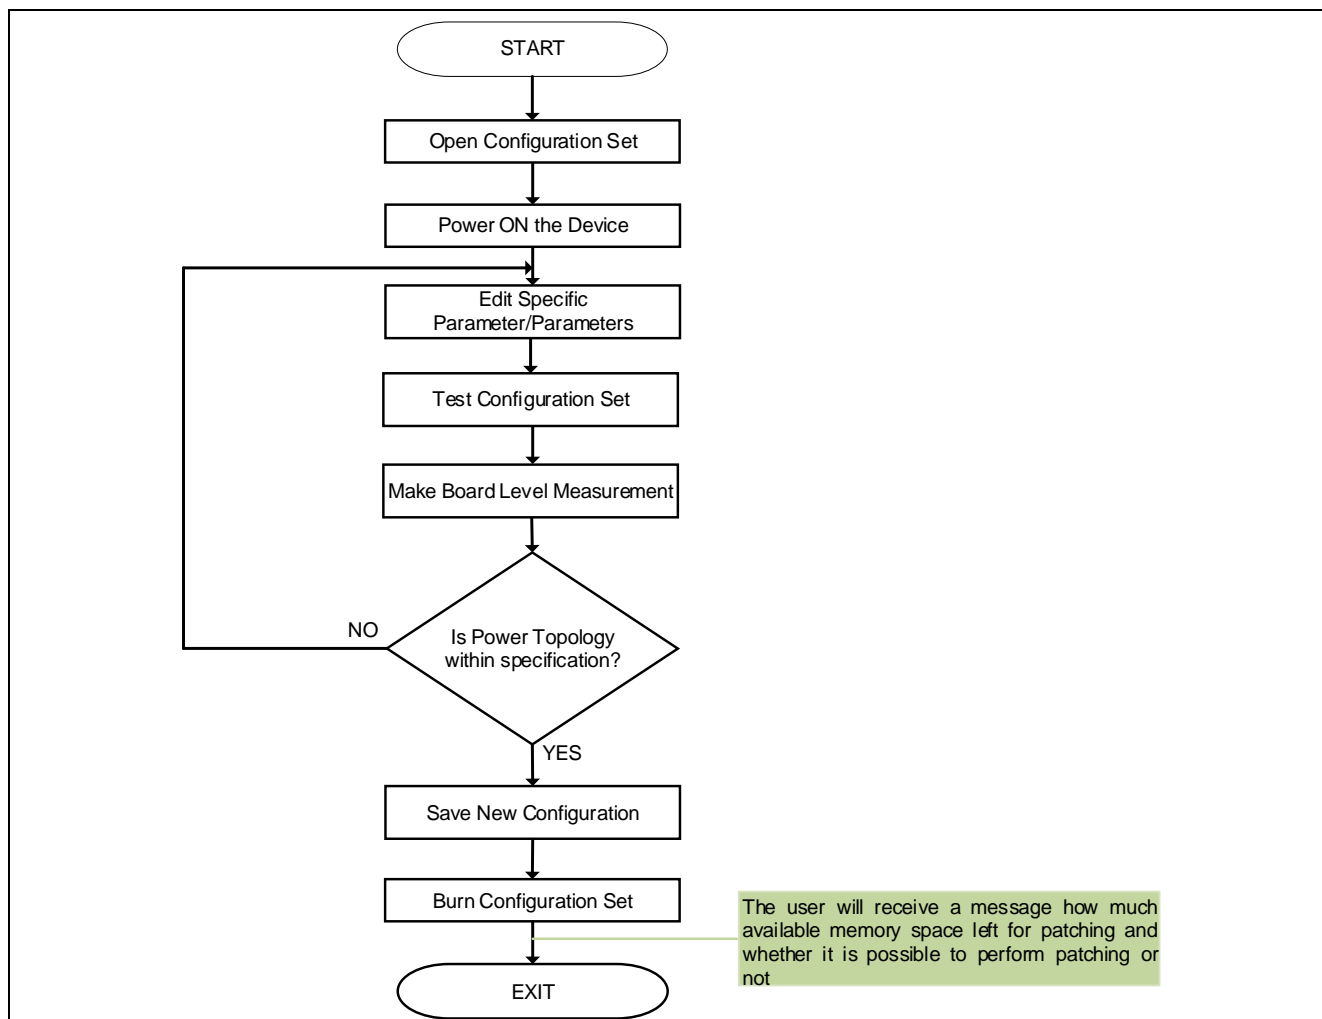 START
Open Configuration Set
Power ON the Device
Edit Specific
Parameter/Parameters
Test Configuration Set
Make Board Level Measurement
NO
Is Power Topology
within specification?
YES
Save New Configuration
Burn Configuration Set
The user will receive a message how much
available memory space left for patching and
whether it is possible to perform patching or
not
EXIT